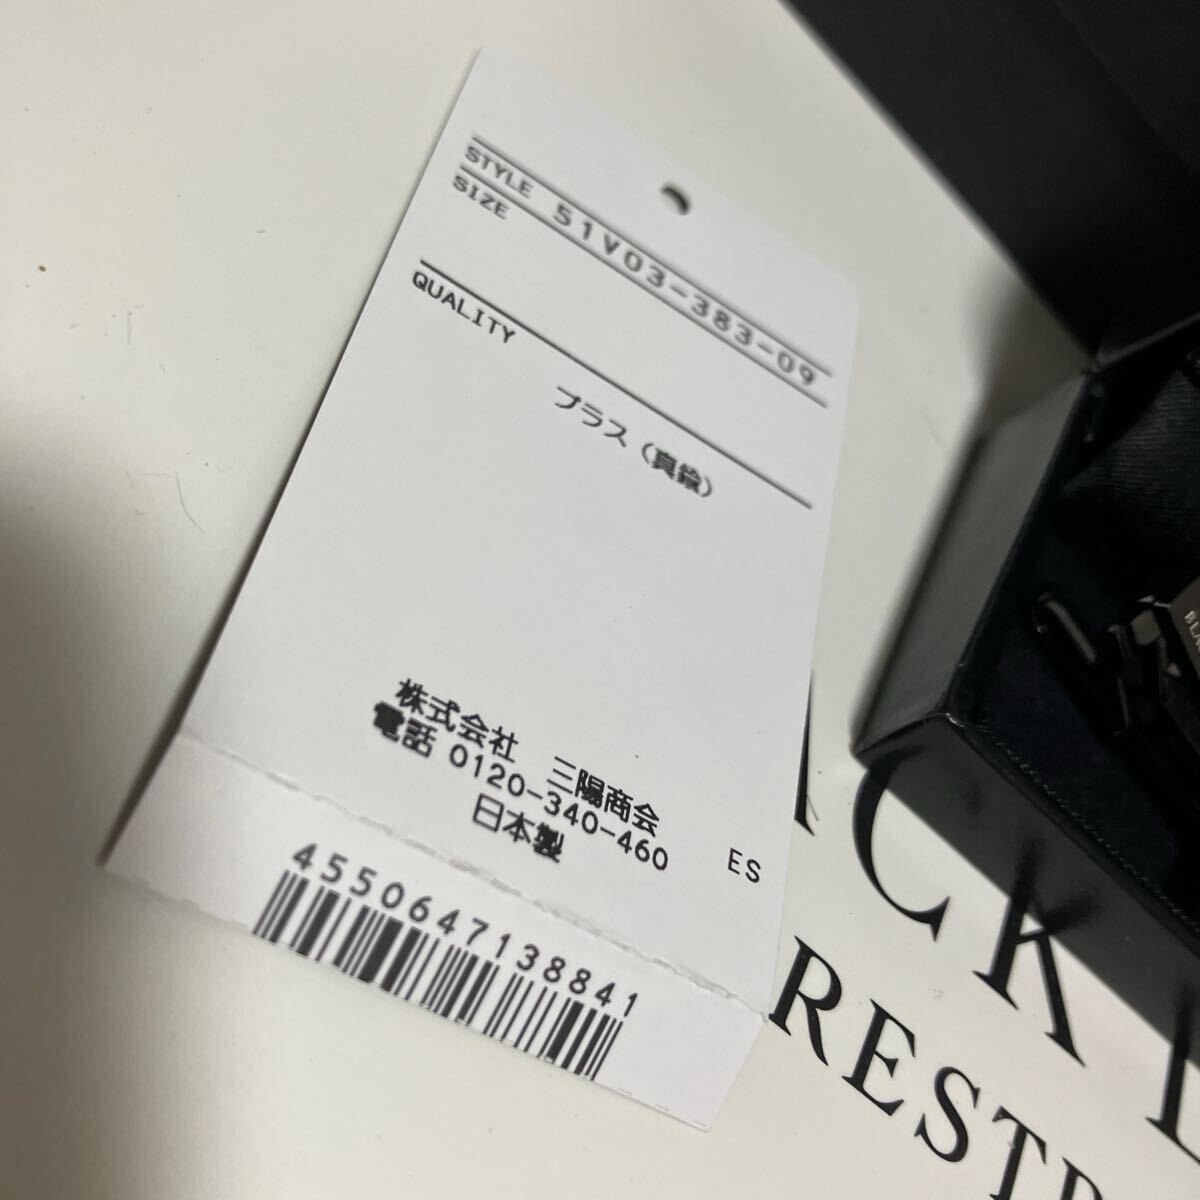 STYLE 51V03-383-09
SIZE
QUALITY
ブラス(真鍮)
株式会社 三陽商会
電話 0120-340-460
日本製
ES
4550647138841
CKL
REST